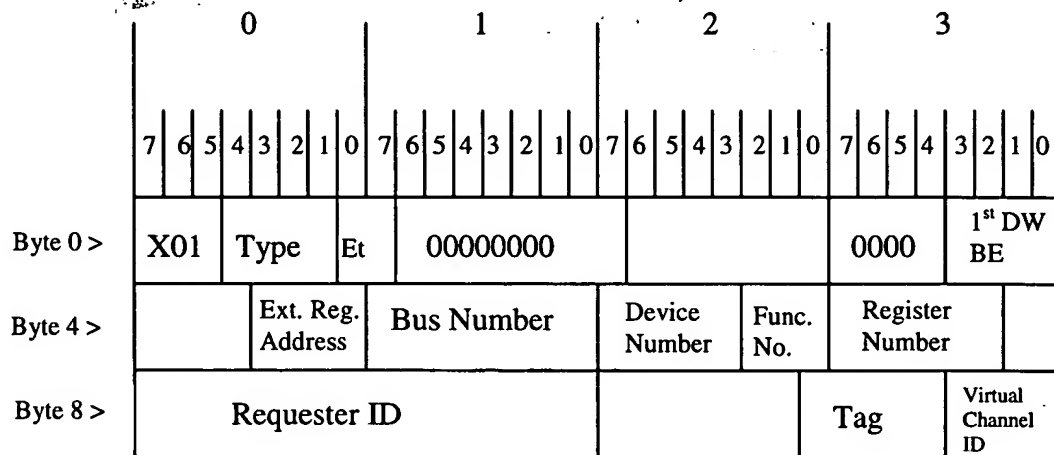 0 1 2 3
7 6 5 4 3 2 1 0 7 6 5 4 3 2 1 0 7 6 5 4 3 2 1 0 7 6 5 4 3 2 1 0
Byte 0 > X01 Type Et 00000000 0000 1st DW
BE
Byte 4 > Ext. Reg. Bus Number Device Func. Register
Address Number No. Number
Byte 8 > Requester ID Tag Virtual
Channel
ID